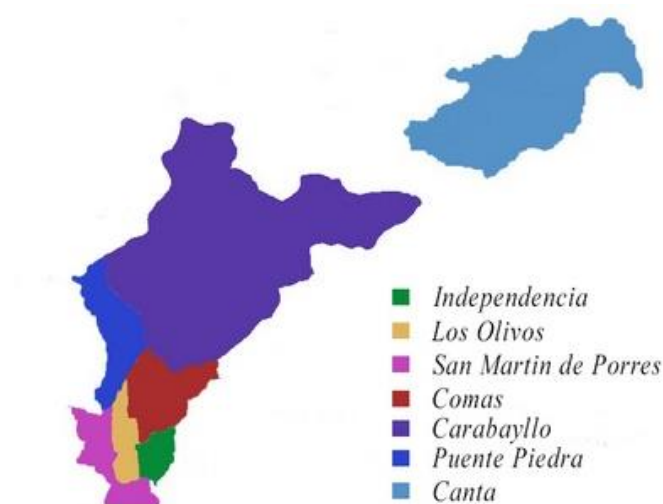 Independencia
Los Olivos
San Martin de Porres
Comas
Carabayllo
Puente Piedra
Canta